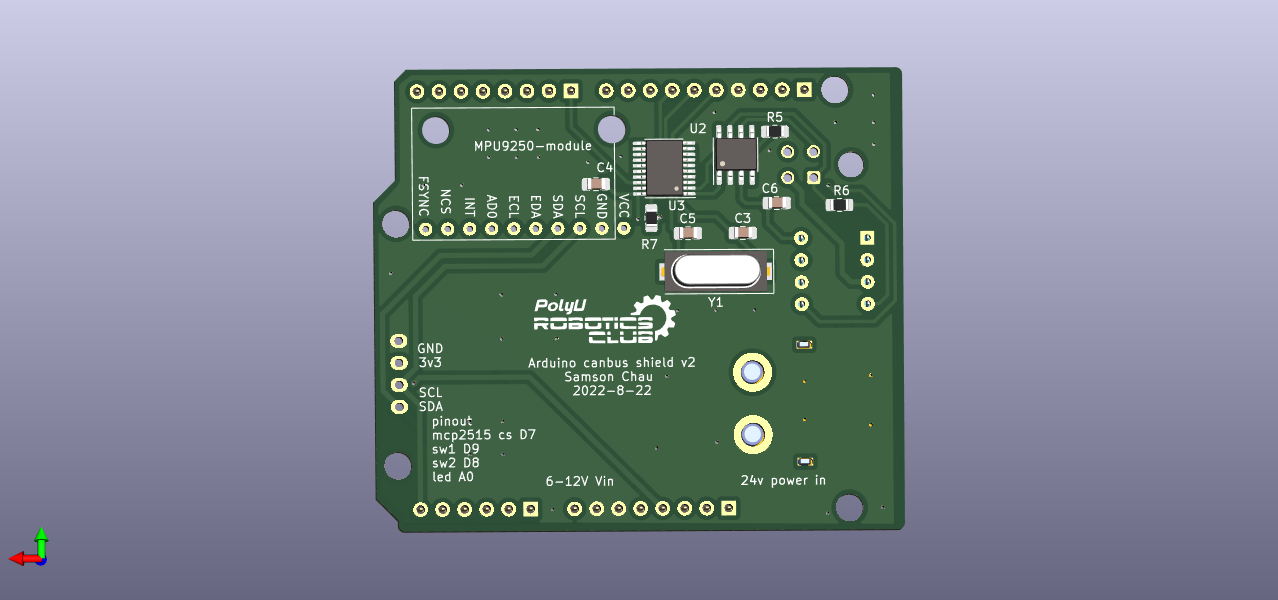 R5
U2
MPU9250-module
C4
FSYNC
NCS
INT
AD0
ECL
EDA
SDA
SCL
GND
VCC
C6
R6
U3
C5
C3
R7
Y1
PolyU
ROBOTICS
CLUB
GND
3v3
Arduino canbus shield v2
Samson Chau
2022-8-22
SCL
SDA
pinout
mcp2515 cs D7
sw1 D9
sw2 D8
led A0
6-12V Vin
24v power in